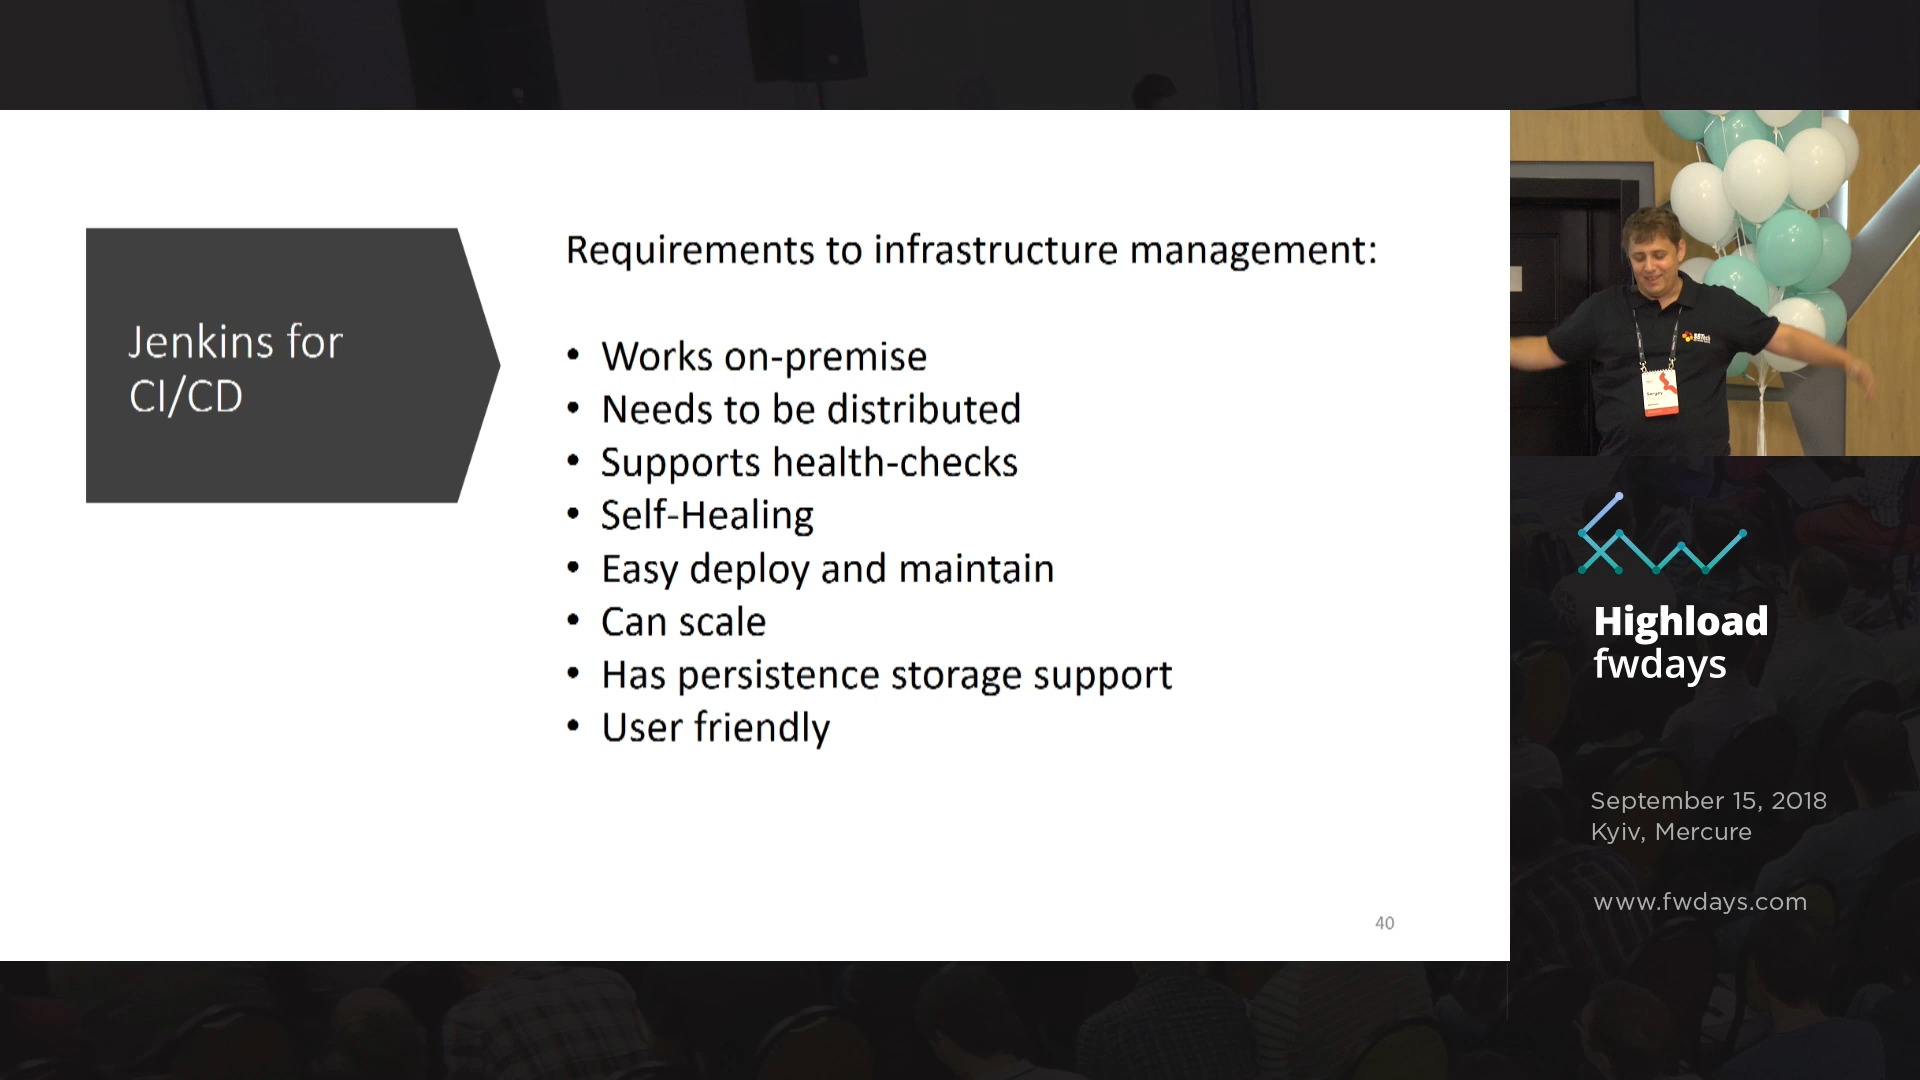 Jenkins for
CI/CD
Requirements to infrastructure management:
• Works on-premise
• Needs to be distributed
• Supports health-checks
• Self-Healing
• Easy deploy and maintain
• Can scale
• Has persistence storage support
• User friendly
40
Highload
fwdays
September 15, 2018
Kyiv, Mercure
www.fwdays.com